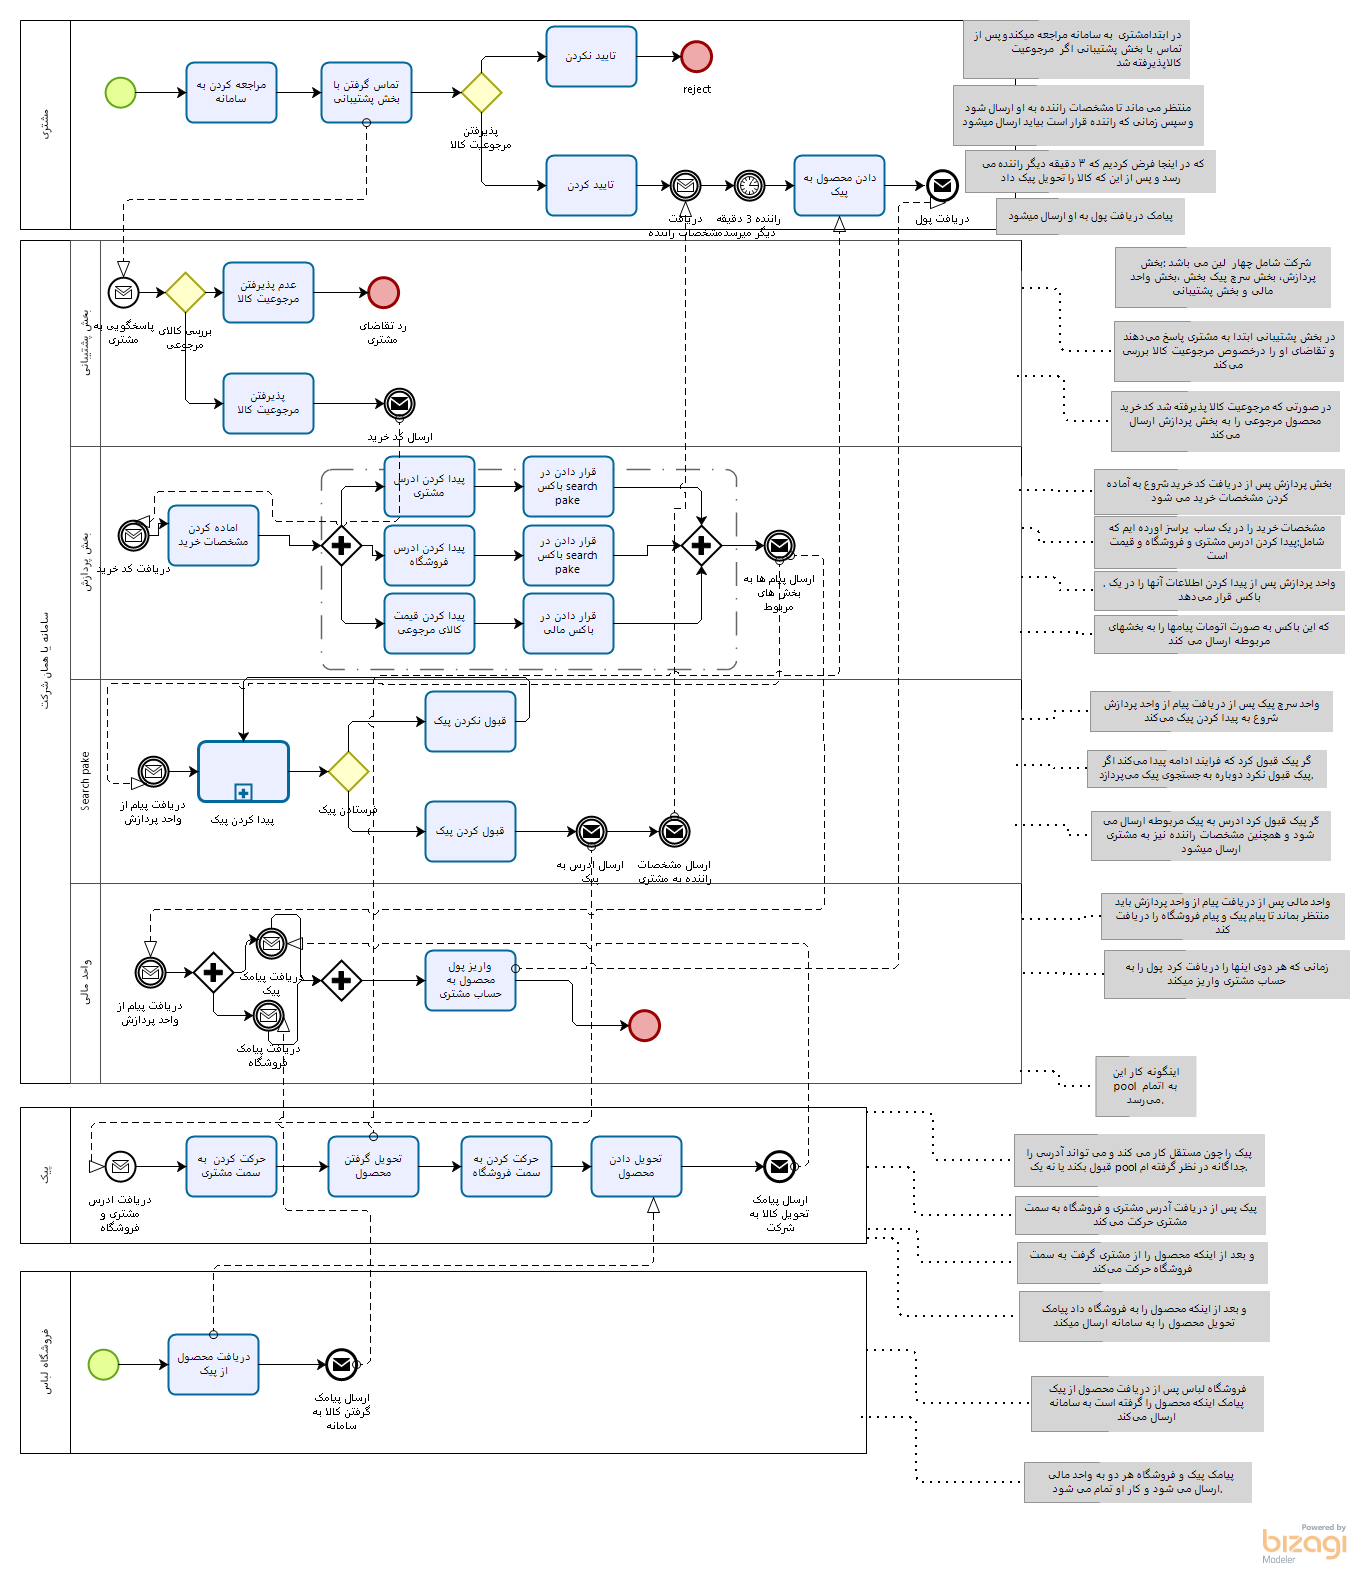 مشتری
مراجعه کردن به
سامانه
تماس گرفتن با
بخش پشتیبانی
پذیرفتن
مرجوعیت کالا
تایید نکردن
reject
تایید کردن
دریافت
مشخصات راننده
راننده 3 دقیقه
دیگر میرسد
دادن محصول به
پیک
دریافت پول
در ابتدامشتری به سامانه مراجعه میکندوپس از
تماس با بخش پشتیبانی اگر مرجوعیت
کالاپذیرفته شد
منتظر می ماند تا مشخصات راننده به او ارسال شود
و سپس زمانی که راننده قرار است بیاید ارسال میشود
که در اینجا فرض کردیم که ۳ دقیقه دیگر راننده می
رسد و پس از این که کالا را تحویل پیک داد
پیامک دریافت پول به او ارسال میشود
سامانه یا همان شرکت
بخش پشتیبانی
پاسخگویی به
مشتری
بررسی کالای
مرجوعی
عدم پذیرفتن
مرجوعیت کالا
رد تقاضای
مشتری
پذیرفتن
مرجوعیت کالا
ارسال کد خرید
شرکت شامل چهار لین می باشد :بخش
پردازش، بخش سرچ پیک بخش ،بخش واحد
مالی و بخش پشتیبانی
در بخش پشتیبانی ابتدا به مشتری پاسخ می‌دهند
و تقاضای او را درخصوص مرجوعیت کالا بررسی
می‌کند
در صورتی که مرجوعیت کالا پذیرفته شد کدخرید
محصول مرجوعی را به بخش پردازش ارسال
می‌کند
بخش پردازش
دریافت کد خرید
اماده کردن
مشخصات خرید
پیدا کردن ادرس
مشتری
قرار دادن در
باکس search
pake
پیدا کردن ادرس
فروشگاه
قرار دادن در
باکس search
pake
پیدا کردن قیمت
کالای مرجوعی
قرار دادن در
باکس مالی
ارسال پیام ها به
بخش های
مربوط
بخش پردازش پس از دریافت کدخریدشروع به آماده
کردن مشخصات خرید می شود
مشخصات خرید را در یک ساب پراسز اورده ایم که
شامل:پیدا کردن ادرس مشتری و فروشگاه و قیمت
است
واحد پردازش پس از پیدا کردن اطلاعات آنها را در یک .
باکس قرار می‌دهد
که این باکس به صورت اتومات پیامها را به بخشهای
مربوطه ارسال می کند
Search pake
دریافت پیام از
واحد پردازش
پیدا کردن پیک
فرستادن پیک
قبول نکردن پیک
قبول کردن پیک
ارسال ادرس به
پیک
ارسال مشخصات
راننده به مشتری
واحد سرچ پیک پس از دریافت پیام از واحد پردازش
شروع به پیدا کردن پیک می‌کند
گر پیک قبول کرد که فرایند ادامه پیدا می‌کند اگر
پیک قبول نکرد دوباره به جستجوی پیک می‌پردازد.
گر پیک قبول کرد ادرس به پیک مربوطه ارسال می
شود و همچنین مشخصات راننده نیز به مشتری
ارسال میشود
واحد مالی
دریافت پیام از
واحد پردازش
دریافت پیامک
پیک
دریافت پیامک
فروشگاه
واریز پول
محصول به
حساب مشتری
واحد مالی پس از دریافت پیام از واحد پردازش باید
منتظر بماند تا پیام پیک و پیام فروشگاه را دریافت
کند
زمانی که هر دوی اینها را دریافت کرد پول را به
حساب مشتری واریز میکند
اینگونه کار این
pool به اتمام
می‌رسد.
پیک
دریافت ادرس
مشتری و
فروشگاه
حرکت کردن به
سمت مشتری
تحویل گرفتن
محصول
حرکت کردن به
سمت فروشگاه
تحویل دادن
محصول
ارسال پیامک
تحویل کالا به
شرکت
پیک را چون مستقل کار می کند و می تواند آدرسی را
قبول بکند یا نه یک pool جداگانه در نظر گرفته ام.
پیک پس از دریافت آدرس مشتری و فروشگاه به سمت
مشتری حرکت می‌کند
و بعد از اینکه محصول را از مشتری گرفت به سمت
فروشگاه حرکت می‌کند
و بعد از اینکه محصول را به فروشگاه داد پیامک
تحویل محصول را به سامانه ارسال میکند
فروشگاه لباس
دریافت محصول
از پیک
ارسال پیامک
گرفتن کالا به
سامانه
فروشگاه لباس پس از دریافت محصول از پیک
پیامک اینکه محصول را گرفته است به سامانه
ارسال می‌کند
پیامک پیک و فروشگاه هر دو به واحد مالی
ارسال می شود و کار او تمام می شود.
Powered by
bizagi
Modeler